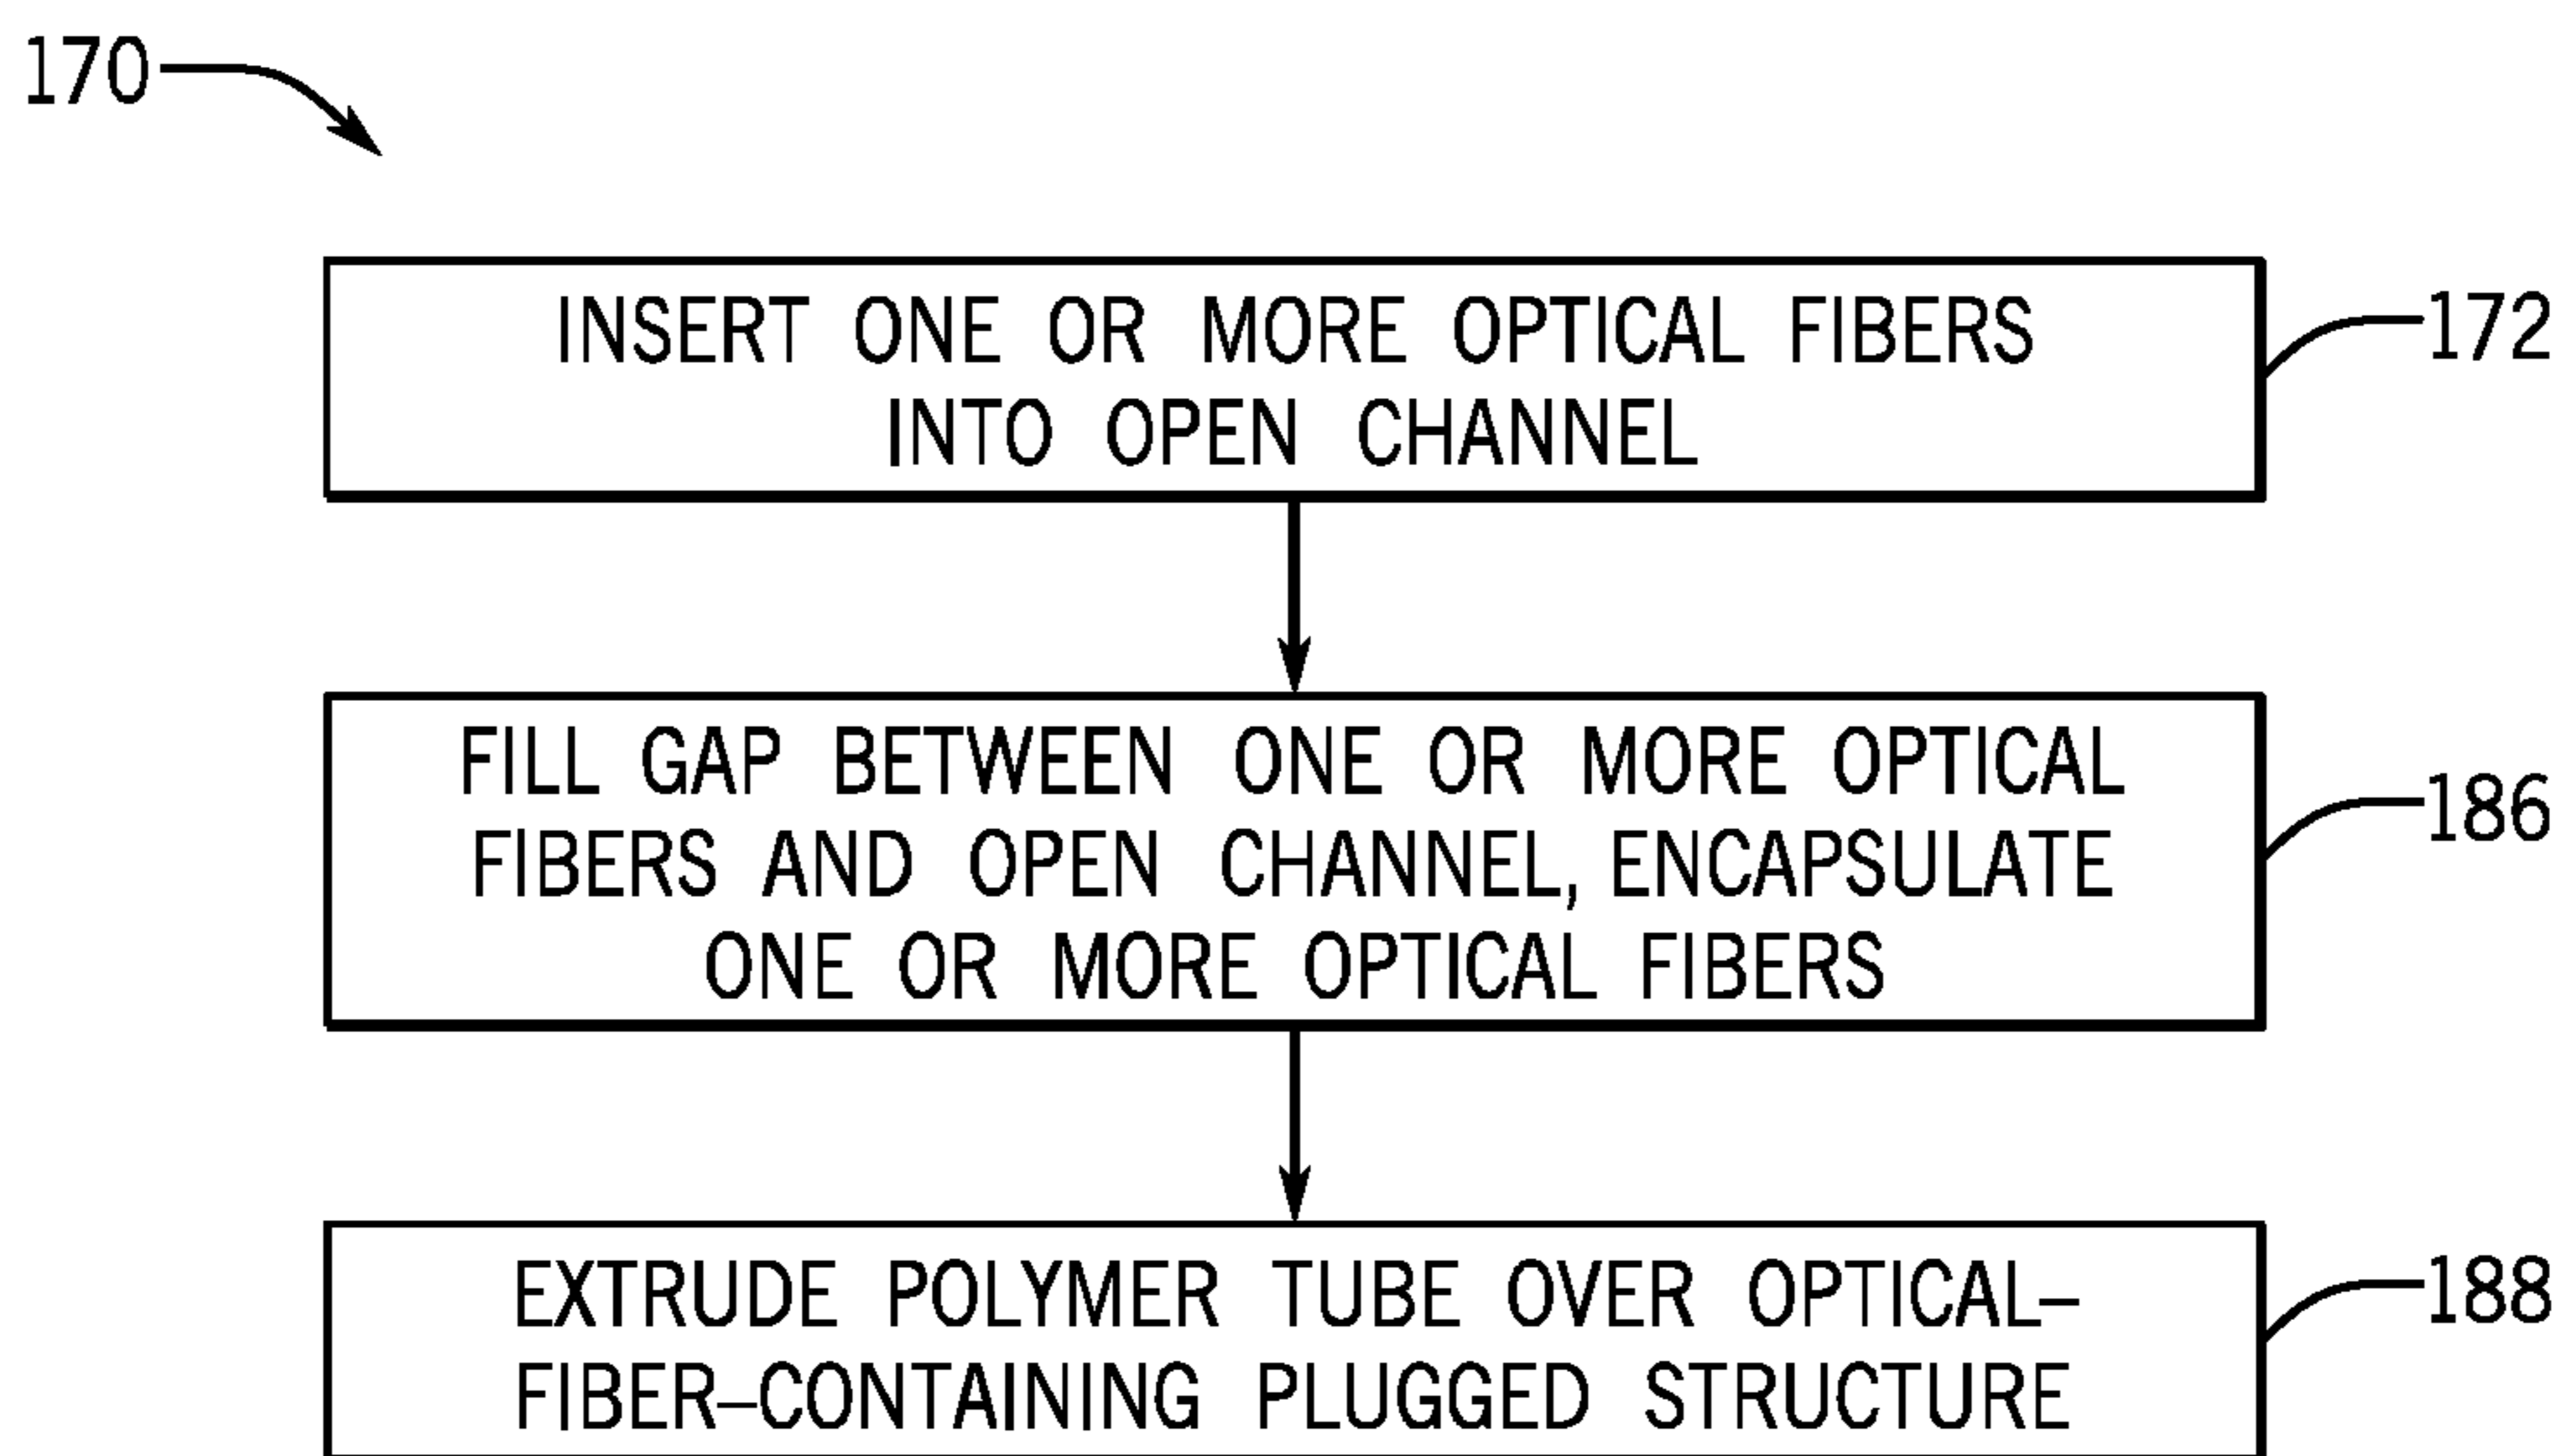 170
INSERT ONE OR MORE OPTICAL FIBERS
INTO OPEN CHANNEL
172
FILL GAP BETWEEN ONE OR MORE OPTICAL
FIBERS AND OPEN CHANNEL, ENCAPSULATE
ONE OR MORE OPTICAL FIBERS
186
EXTRUDE POLYMER TUBE OVER OPTICAL–
FIBER–CONTAINING PLUGGED STRUCTURE
188